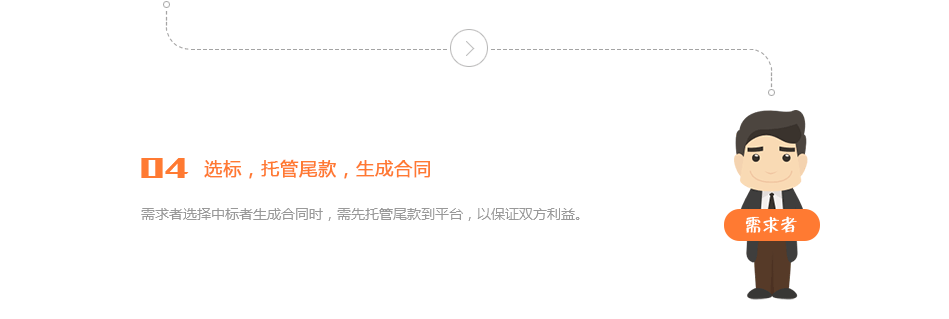 04 选标，托管尾款，生成合同
需求者选择中标者生成合同时，需先托管尾款到平台，以保证双方利益。
需求者